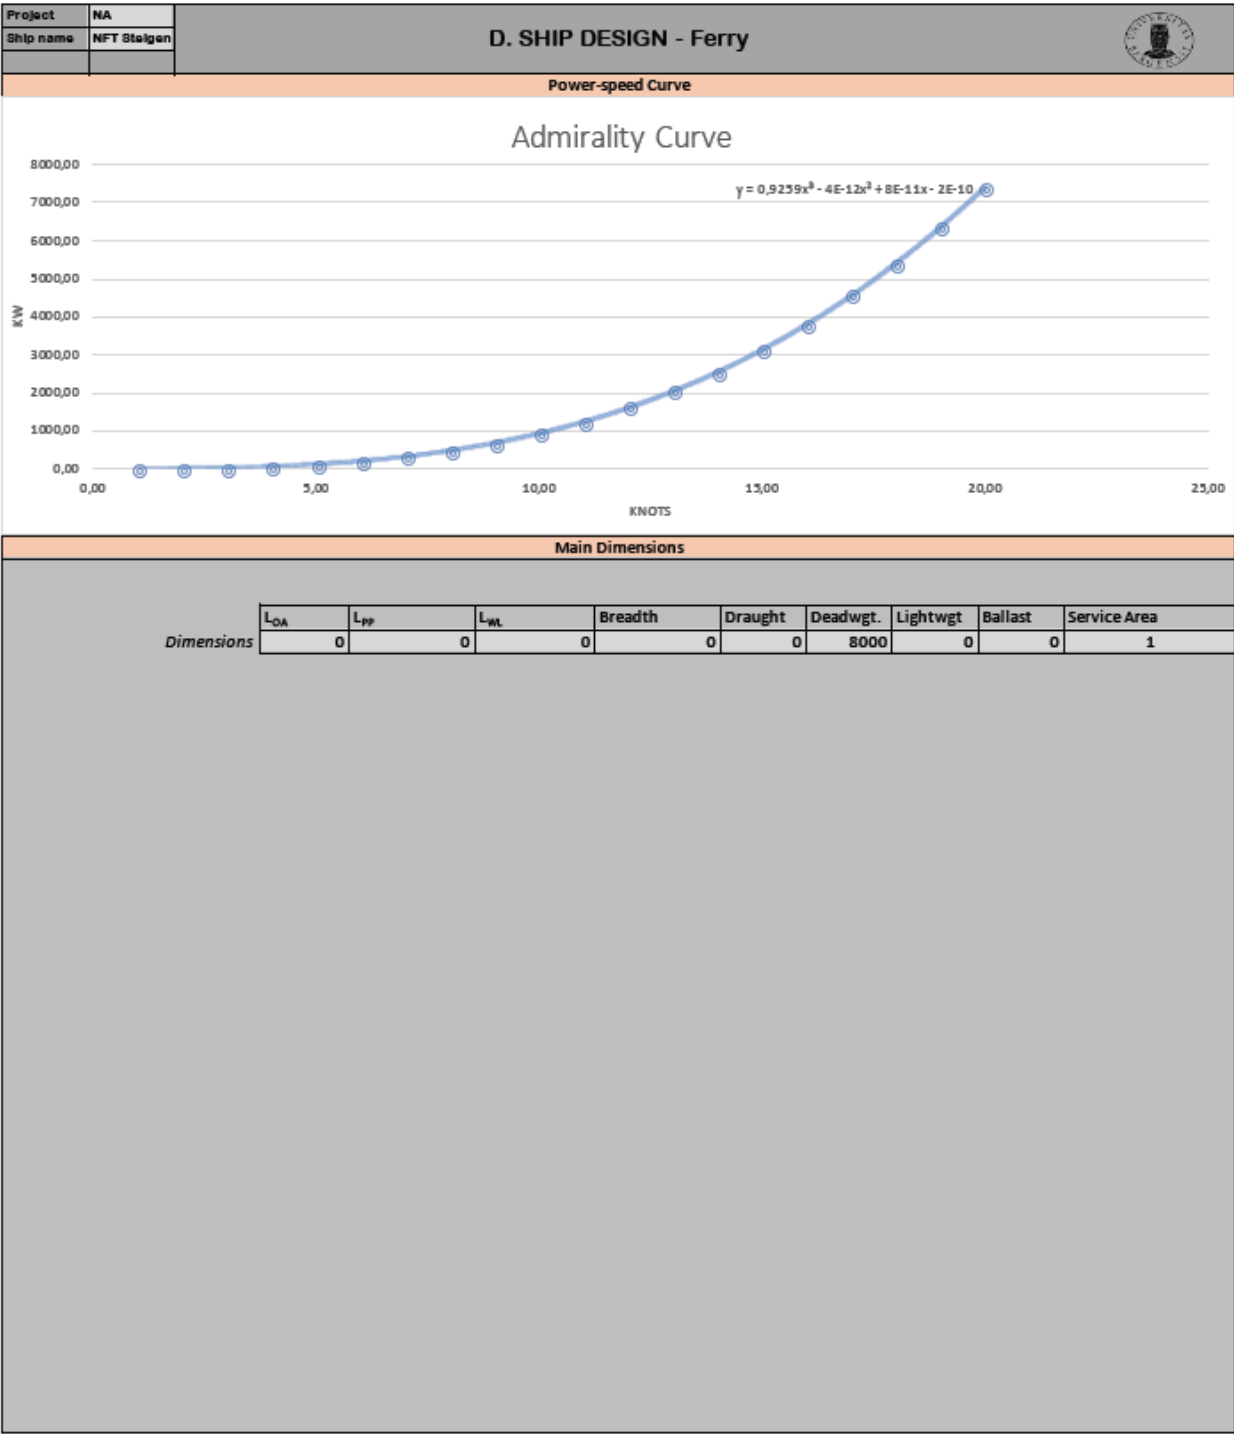 Project NA
Ship name NFT Steigen
D. SHIP DESIGN - Ferry
Power-speed Curve
Admirality Curve
y = 0,9259x³ - 4E-12x² + 8E-11x - 2E-10
8000,00
7000,00
6000,00
5000,00
4000,00
3000,00
2000,00
1000,00
0,00
KW
0,00 5,00 10,00 15,00 20,00 25,00
KNOTS
Main Dimensions
LOA LPP LWL Breadth Draught Deadwgt. Lightwgt Ballast Service Area
Dimensions 0 0 0 0 0 8000 0 0 1